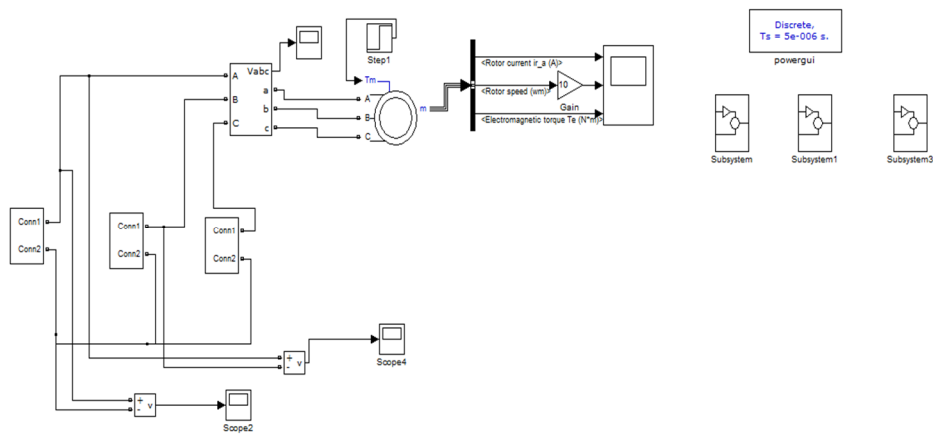 Discrete,
Ts = 5e-006 s.
powergui
Step1
Vabc
A
B
C
a
b
c
Tm
A
B
C
m
<Rotor current ir_a (A)>
<Rotor speed (wm)>
10
Gain
<Electromagnetic torque Te (N*m)>
Subsystem
Subsystem1
Subsystem3
Conn1
Conn2
Conn1
Conn2
Conn1
Conn2
+
-
v
Scope4
+
-
v
Scope2